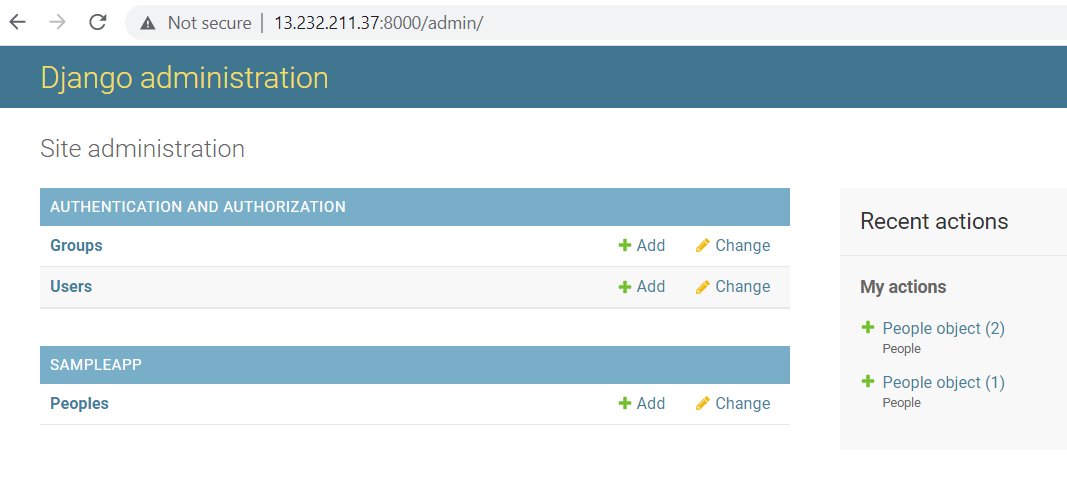 Not secure | 13.232.211.37:8000/admin/
Django administration
Site administration
AUTHENTICATION AND AUTHORIZATION
Groups Add Change
Users Add Change
SAMPLEAPP
Peoples Add Change
Recent actions
My actions
People object (2)
People
People object (1)
People